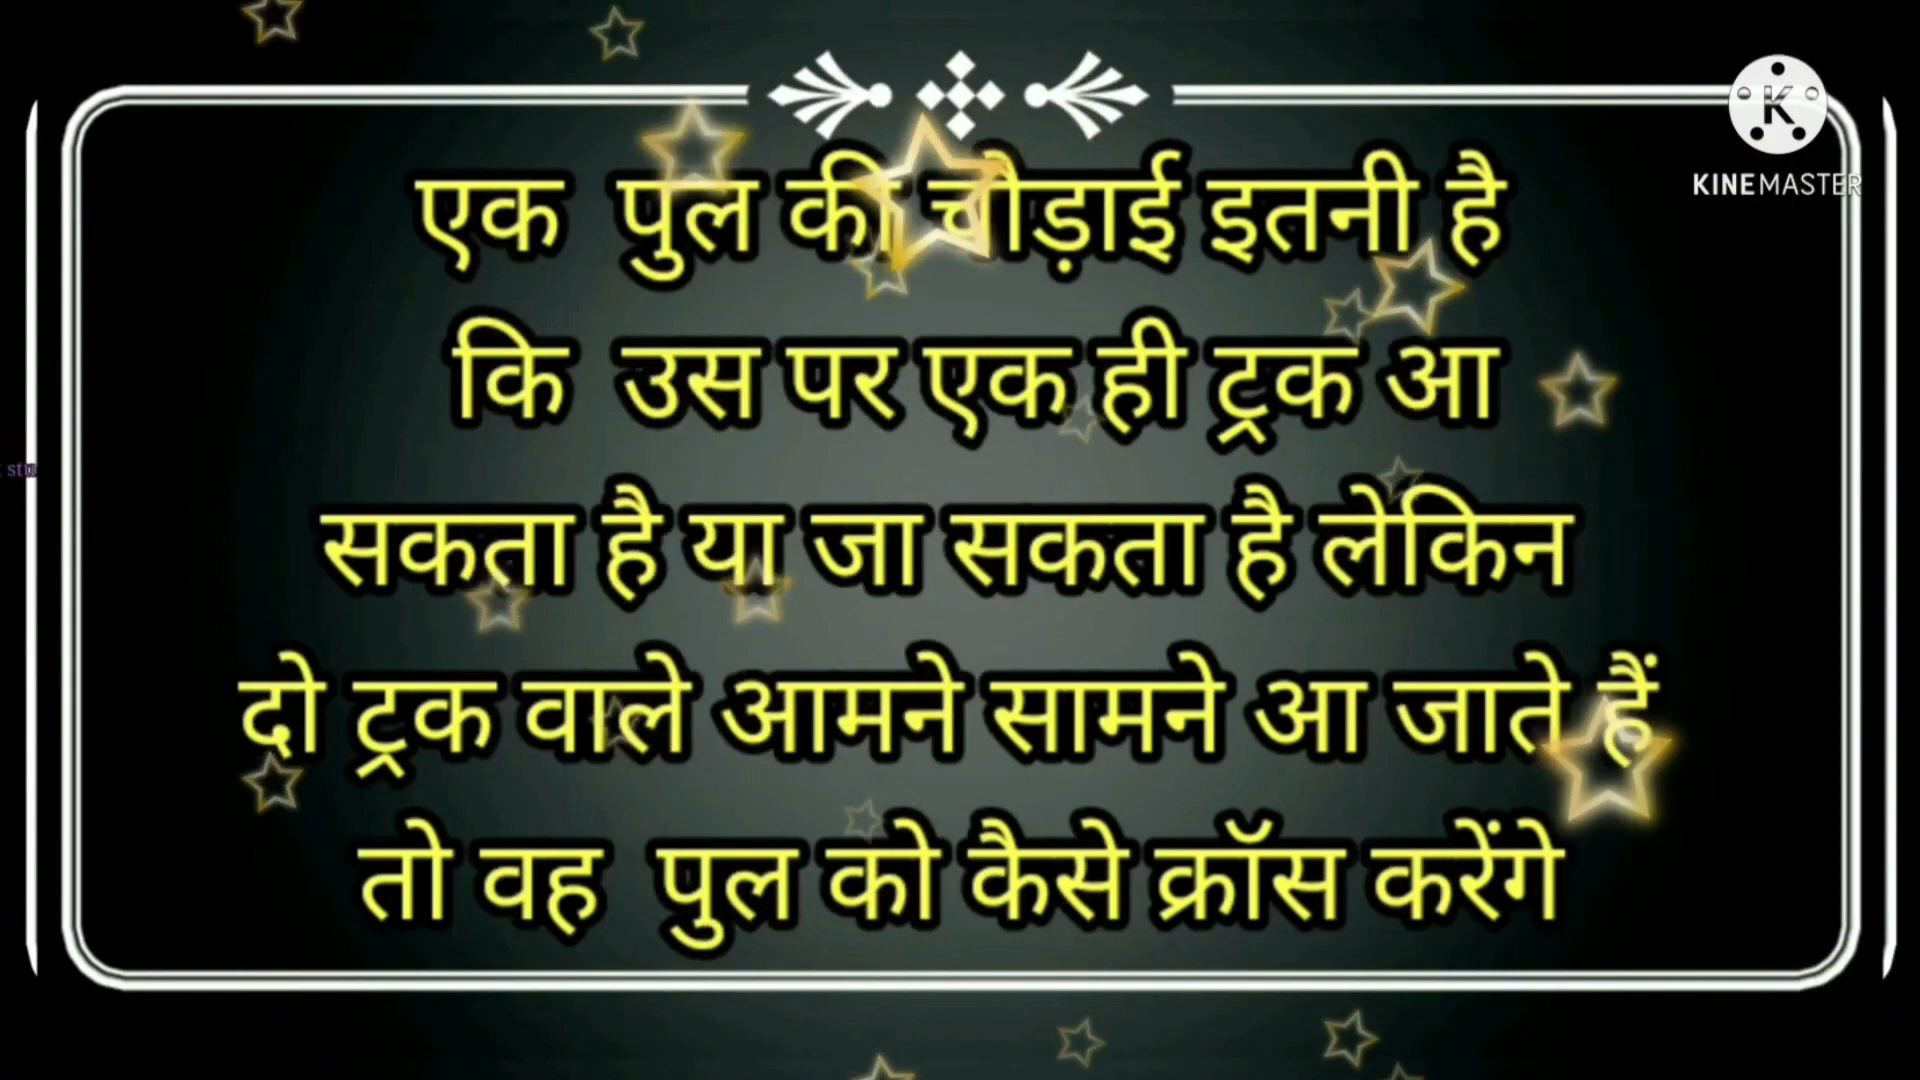 एक पुल की चौड़ाई इतनी है
कि उस पर एक ही ट्रक आ
सकता है या जा सकता है लेकिन
दो ट्रक वाले आमने सामने आ जाते हैं
तो वह पुल को कैसे क्रॉस करेंगे
KINEMASTER